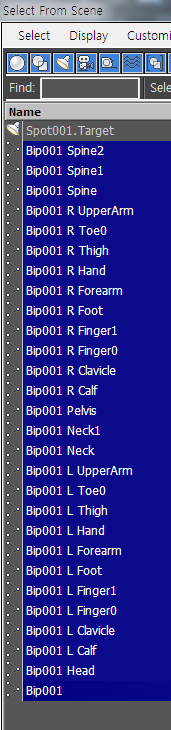 Select From Scene
Select Display Customi
Find: Sele
Name
Spot001.Target
Bip001 Spine2
Bip001 Spine1
Bip001 Spine
Bip001 R UpperArm
Bip001 R Toe0
Bip001 R Thigh
Bip001 R Hand
Bip001 R Forearm
Bip001 R Foot
Bip001 R Finger1
Bip001 R Finger0
Bip001 R Clavicle
Bip001 R Calf
Bip001 Pelvis
Bip001 Neck1
Bip001 Neck
Bip001 L UpperArm
Bip001 L Toe0
Bip001 L Thigh
Bip001 L Hand
Bip001 L Forearm
Bip001 L Foot
Bip001 L Finger1
Bip001 L Finger0
Bip001 L Clavicle
Bip001 L Calf
Bip001 Head
Bip001